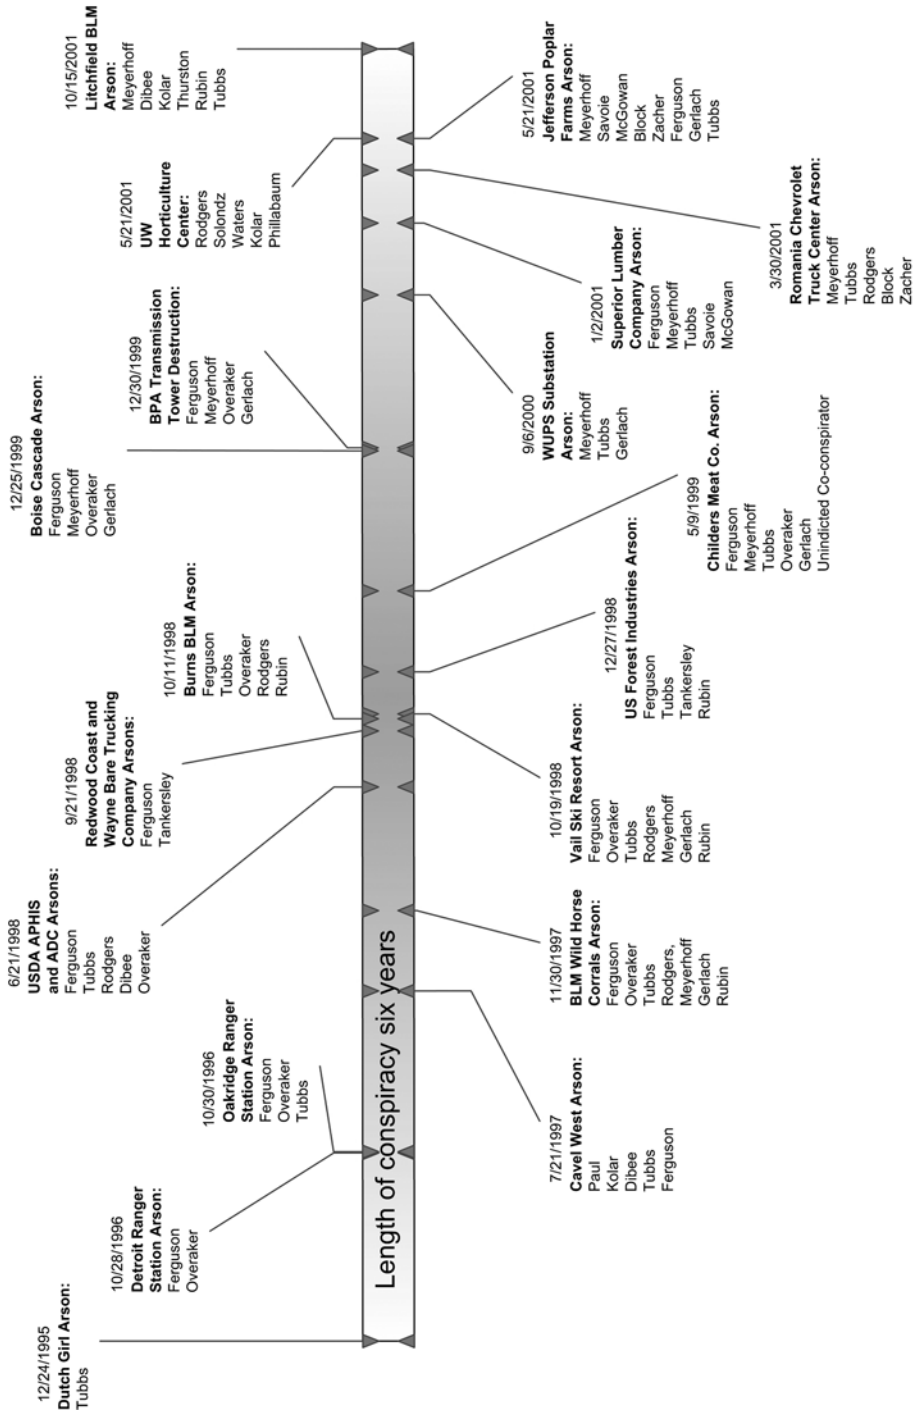 12/24/1995
Dutch Girl Arson:
Tubbs
10/28/1996
Detroit Ranger
Station Arson:
Ferguson
Overaker
10/30/1996
Oakridge Ranger
Station Arson:
Ferguson
Overaker
Tubbs
6/21/1998
USDA APHIS
and ADC Arsons:
Ferguson
Tubbs
Rodgers
Dibee
Overaker
9/21/1998
Redwood Coast and
Wayne Bare Trucking
Company Arsons:
Ferguson
Tankersley
10/11/1998
Burns BLM Arson:
Ferguson
Tubbs
Overaker
Rodgers
Rubin
12/25/1999
Boise Cascade Arson:
Ferguson
Meyerhoff
Overaker
Gerlach
12/30/1999
BPA Transmission
Tower Destruction:
Ferguson
Meyerhoff
Overaker
Gerlach
5/21/2001
UW
Horticulture
Center:
Rodgers
Solondz
Waters
Kolar
Phillabaum
10/15/2001
Litchfield BLM
Arson:
Meyerhoff
Dibee
Kolar
Thurston
Rubin
Tubbs
Length of conspiracy six years
7/21/1997
Cavel West Arson:
Paul
Kolar
Dibee
Tubbs
Ferguson
11/30/1997
BLM Wild Horse
Corrals Arson:
Ferguson
Overaker
Tubbs
Rodgers,
Meyerhoff
Gerlach
Rubin
10/19/1998
Vail Ski Resort Arson:
Ferguson
Overaker
Tubbs
Rodgers
Meyerhoff
Gerlach
Rubin
12/27/1998
US Forest Industries Arson:
Ferguson
Tubbs
Tankersley
Rubin
5/9/1999
Childers Meat Co. Arson:
Ferguson
Meyerhoff
Tubbs
Overaker
Gerlach
Unindicted Co-conspirator
9/6/2000
WUPS Substation
Arson:
Meyerhoff
Tubbs
Gerlach
1/2/2001
Superior Lumber
Company Arson:
Ferguson
Meyerhoff
Tubbs
Savoie
McGowan
3/30/2001
Romania Chevrolet
Truck Center Arson:
Meyerhoff
Tubbs
Rodgers
Block
Zacher
5/21/2001
Jefferson Poplar
Farms Arson:
Meyerhoff
Savoie
McGowan
Block
Zacher
Ferguson
Gerlach
Tubbs